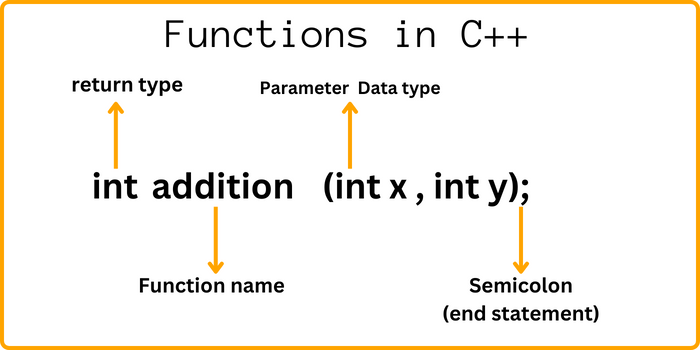 Functions in C++
return type
Parameter Data type
int addition (int x , int y);
Function name
Semicolon
(end statement)